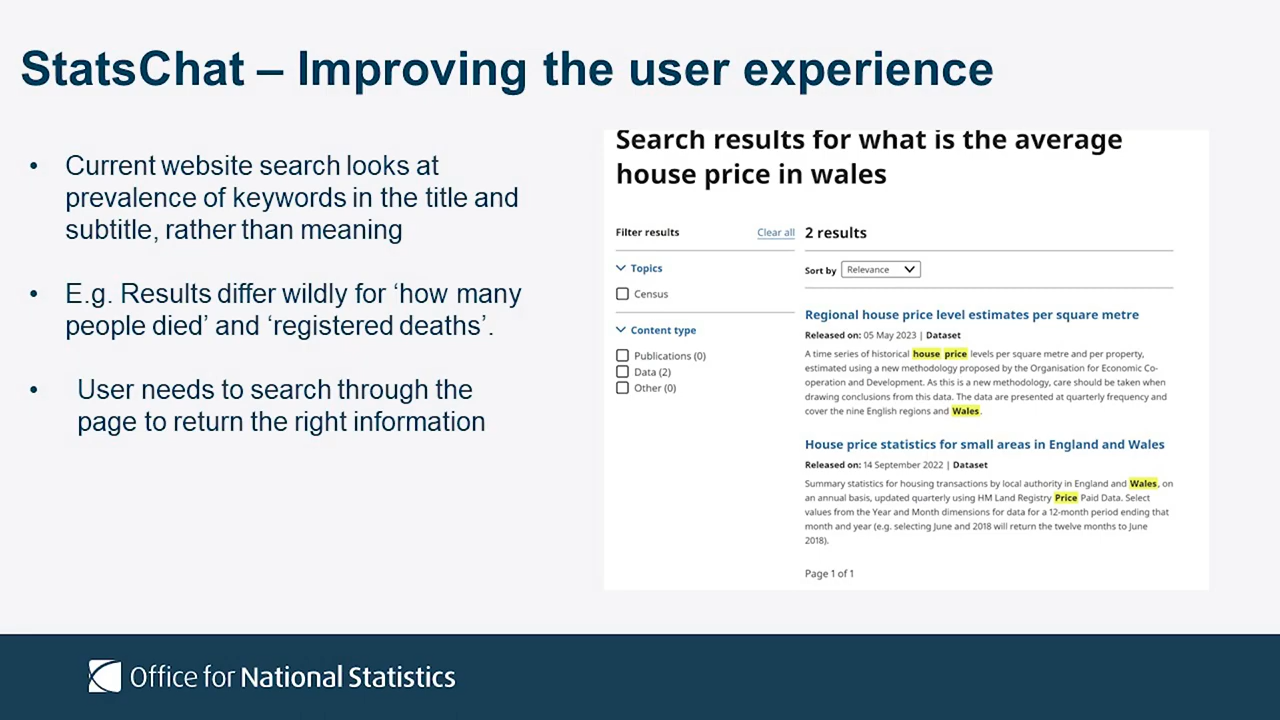 StatsChat – Improving the user experience
• Current website search looks at
prevalence of keywords in the title and
subtitle, rather than meaning
• E.g. Results differ wildly for ‘how many
people died’ and ‘registered deaths’.
• User needs to search through the
page to return the right information
Search results for what is the average
house price in wales
Filter results
Clear all
Topics
Census
Content type
Publications (0)
Data (2)
Other (0)
2 results
Sort by Relevance
Regional house price level estimates per square metre
Released on: 05 May 2023 | Dataset
A time series of historical house price levels per square metre and per property,
estimated using a new methodology proposed by the Organisation for Economic Co-
operation and Development. As this is a new methodology, care should be taken when
drawing conclusions from this data. The data are presented at quarterly frequency and
cover the nine English regions and Wales.
House price statistics for small areas in England and Wales
Released on: 14 September 2022 | Dataset
Summary statistics for housing transactions by local authority in England and Wales, on
an annual basis, updated quarterly using HM Land Registry Price Paid Data. Select
values from the Year and Month dimensions for data for a 12-month period ending that
month and year (e.g. selecting June and 2018 will return the twelve months to June
2018).
Page 1 of 1
Office for National Statistics